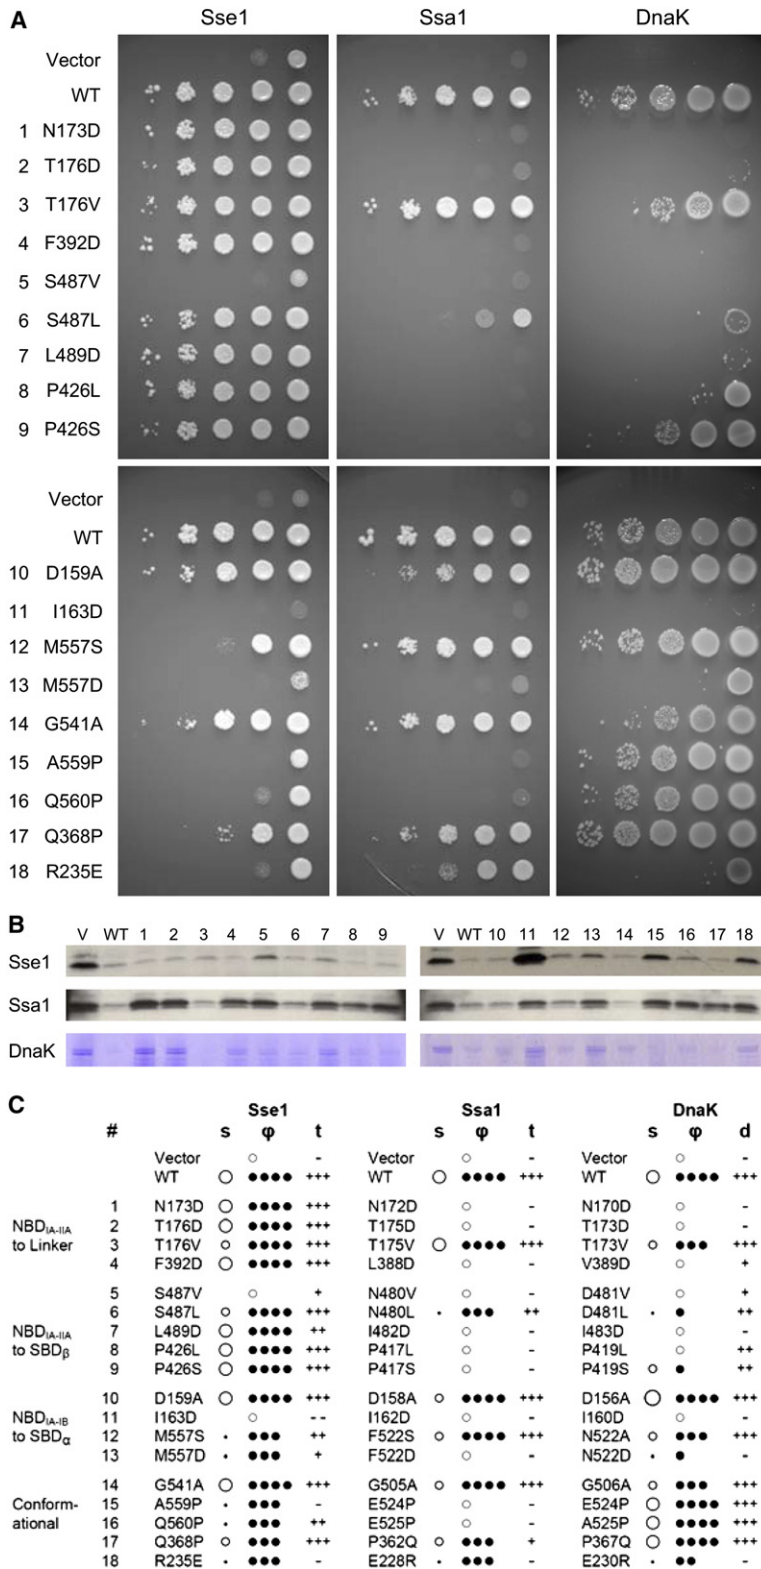 A
Sse1 Ssa1 DnaK
Vector
WT
1 N173D
2 T176D
3 T176V
4 F392D
5 S487V
6 S487L
7 L489D
8 P426L
9 P426S
Vector
WT
10 D159A
11 I163D
12 M557S
13 M557D
14 G541A
15 A559P
16 Q560P
17 Q368P
18 R235E
B
V WT 1 2 3 4 5 6 7 8 9 V WT 10 11 12 13 14 15 16 17 18
Sse1
Ssa1
DnaK
C
Sse1 Ssa1 DnaK
# s φ t s φ t s φ d
Vector ○ - Vector ○ - Vector ○ -
WT ○ ●●●● +++ WT ○ ●●●● +++ WT ○ ●●●● +++
1 N173D ○ ●●●● +++ N172D ○ - N170D ○ -
NBD IA-IIA 2 T176D ○ ●●●● +++ T175D ○ - T173D ○ -
to Linker 3 T176V ○ ●●●● +++ T175V ○ ●●●● +++ T173V ○ ●●● +++
4 F392D ○ ●●●● +++ L388D ○ - V389D ○ +
5 S487V ○ + N480V ○ - D481V ○ +
6 S487L ○ ●●●● +++ N480L · ●●● ++ D481L · ● ++
NBD IA-IIA 7 L489D ○ ●●●● ++ I482D ○ - I483D ○ -
to SBDβ 8 P426L ○ ●●●● +++ P417L ○ - P419L ○ ++
9 P426S ○ ●●●● +++ P417S ○ - P419S ○ ● ++
10 D159A ○ ●●●● +++ D158A ○ ●●●● +++ D156A ○ ●●●● +++
NBD IA-IB 11 I163D ○ -- I162D ○ - I160D ○ -
to SBDα 12 M557S · ●●● ++ F522S ○ ●●●● +++ N522A ○ ●●● +++
13 M557D · ●●● + F522D ○ - N522D · ● -
14 G541A ○ ●●●● +++ G505A ○ ●●●● +++ G506A ○ ●●● +++
Conform- 15 A559P · ●●● - E524P ○ - E524P ○ ●●●● +++
ational 16 Q560P · ●●● ++ E525P ○ - A525P ○ ●●●● +++
17 Q368P ○ ●●● +++ P362Q ○ ●●● + P367Q ○ ●●●● +++
18 R235E · ●●● - E228R · ●●● - E230R · ●● -